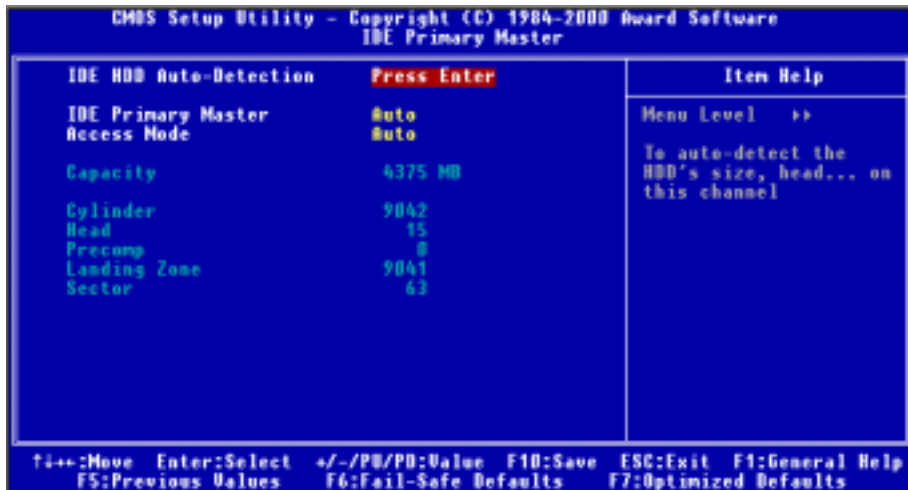 CMOS Setup Utility - Copyright (C) 1984-2000 Award Software
IDE Primary Master
IDE HDD Auto-Detection Press Enter
IDE Primary Master Auto
Access Mode Auto
Capacity 4375 MB
Cylinder 9042
Head 15
Precomp 0
Landing Zone 9041
Sector 63
Item Help
Menu Level ▸▸
To auto-detect the
HDD's size, head... on
this channel
↑↓→←:Move Enter:Select +/-/PU/PD:Value F10:Save ESC:Exit F1:General Help
F5:Previous Values F6:Fail-Safe Defaults F7:Optimized Defaults